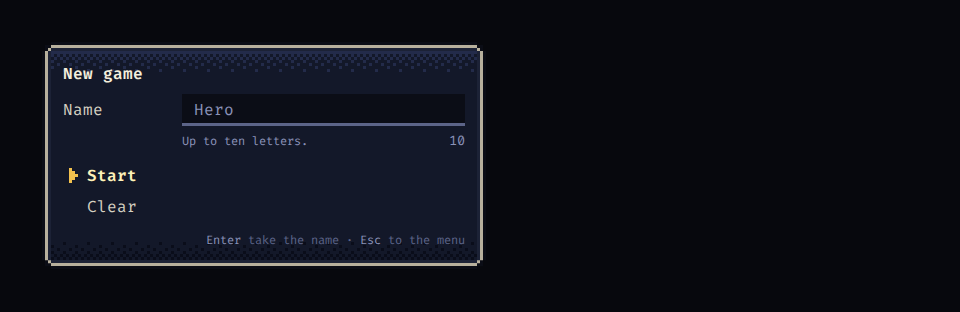 New game
Name Hero
Up to ten letters. 10
Start
Clear
Enter take the name · Esc to the menu